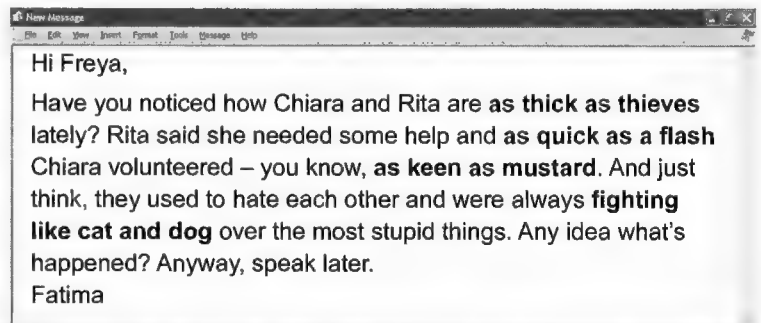 New Message
File Edit View Insert Format Tools Message Help
Hi Freya,
Have you noticed how Chiara and Rita are as thick as thieves
lately? Rita said she needed some help and as quick as a flash
Chiara volunteered – you know, as keen as mustard. And just
think, they used to hate each other and were always fighting
like cat and dog over the most stupid things. Any idea what's
happened? Anyway, speak later.
Fatima